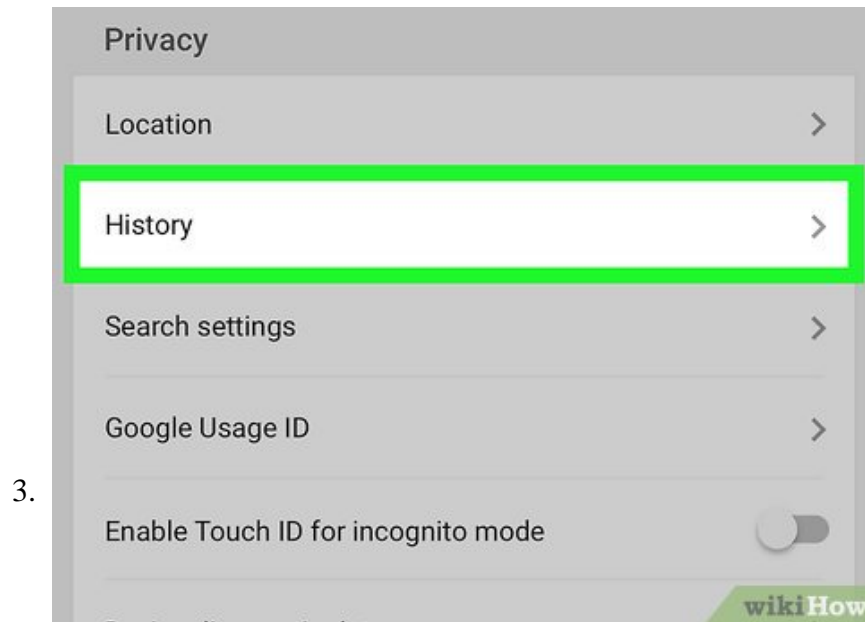 Privacy
Location
History
Search settings
Google Usage ID
3.
Enable Touch ID for incognito mode
wikiHow